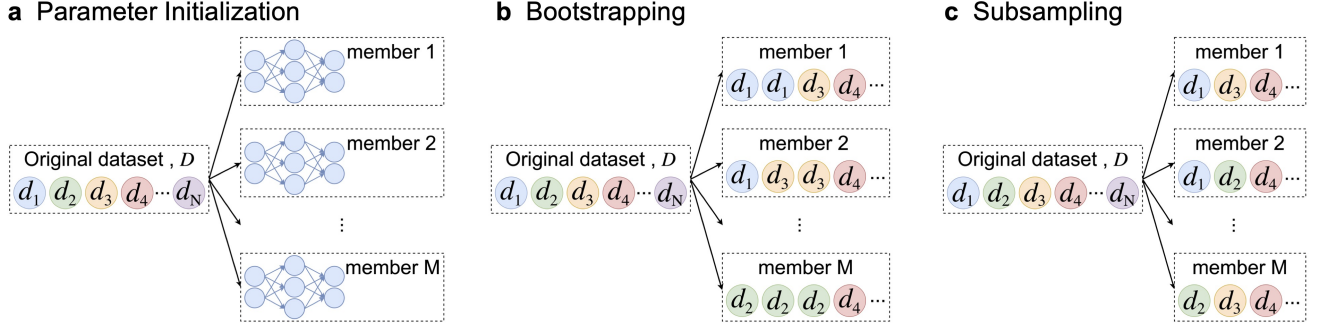 a Parameter Initialization
member 1
member 2
Original dataset , D
d1 d2 d3 d4 ... dN
⋮
member M
b Bootstrapping
member 1
d1 d1 d3 d4 ...
member 2
Original dataset , D
d1 d3 d3 d4 ...
d1 d2 d3 d4 ... dN
⋮
member M
d2 d2 d2 d4 ...
c Subsampling
member 1
d1 d3 d4 ...
member 2
Original dataset , D
d1 d2 d4 ...
d1 d2 d3 d4 ... dN
⋮
member M
d2 d3 d4 ...